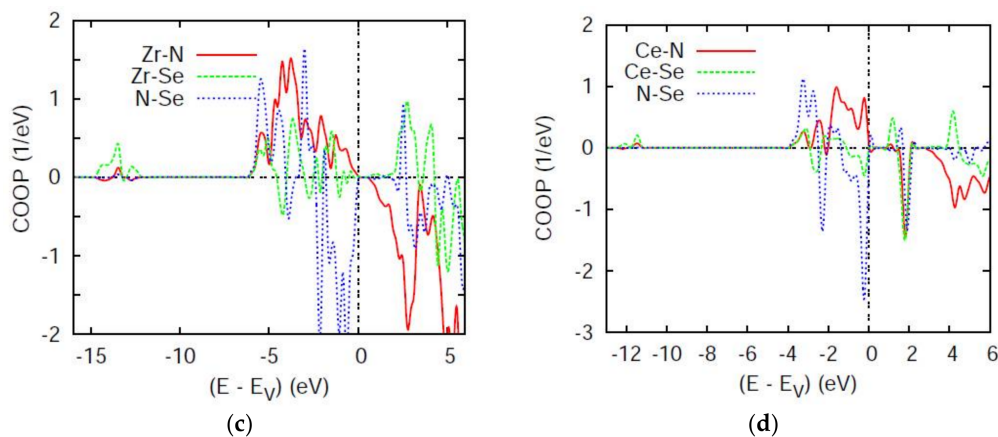 2
1
0
-1
-2
COOP (1/eV)
Zr-N
Zr-Se
N-Se
-15
-10
-5
0
5
(E - EV) (eV)
(c)
2
1
0
-1
-2
-3
COOP (1/eV)
Ce-N
Ce-Se
N-Se
-12 -10 -8 -6 -4 -2 0 2 4 6
(E - EV) (eV)
(d)